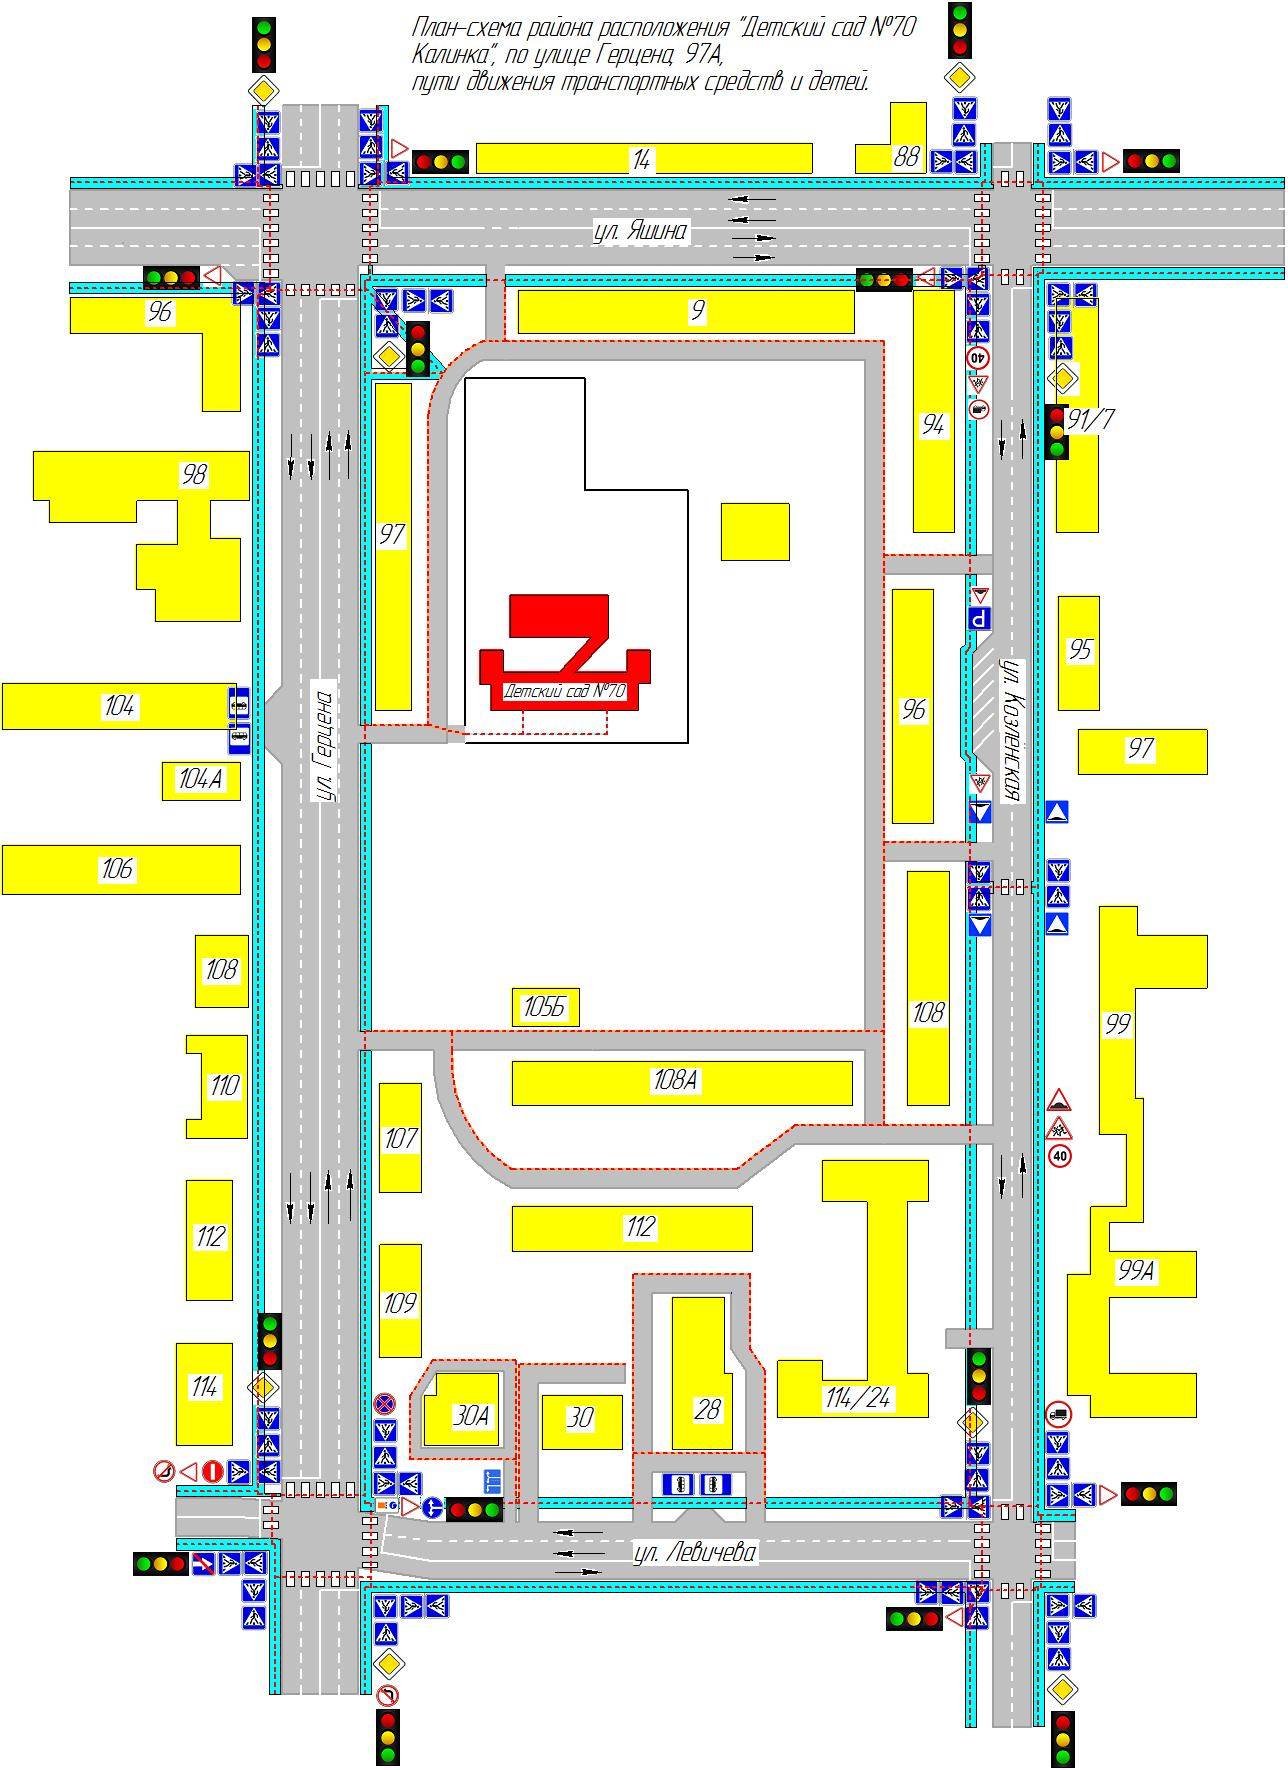 План-схема района расположения "Детский сад №70
Калинка", по улице Герцена, 97А,
пути движения транспортных средств и детей.
14
88
ул. Яшина
96
9
94
91/7
98
97
95
96
ул. Козлёнская
Детский сад №70
104
ул. Герцена
97
104А
106
108
105Б
108
99
110
108А
107
40
40
112
112
109
99А
114
30А
30
28
114/24
ул. Левичева
P